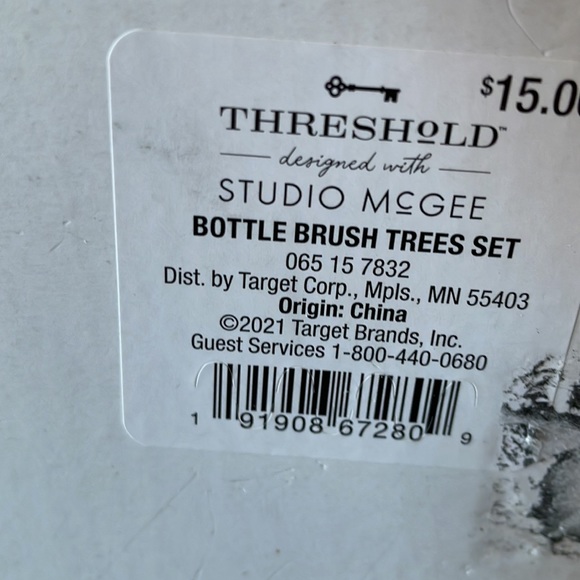 $15.00
THRESHOLD™
designed with
STUDIO MCGEE
BOTTLE BRUSH TREES SET
065 15 7832
Dist. by Target Corp., Mpls., MN 55403
Origin: China
©2021 Target Brands, Inc.
Guest Services 1-800-440-0680
1 91908 67280 9